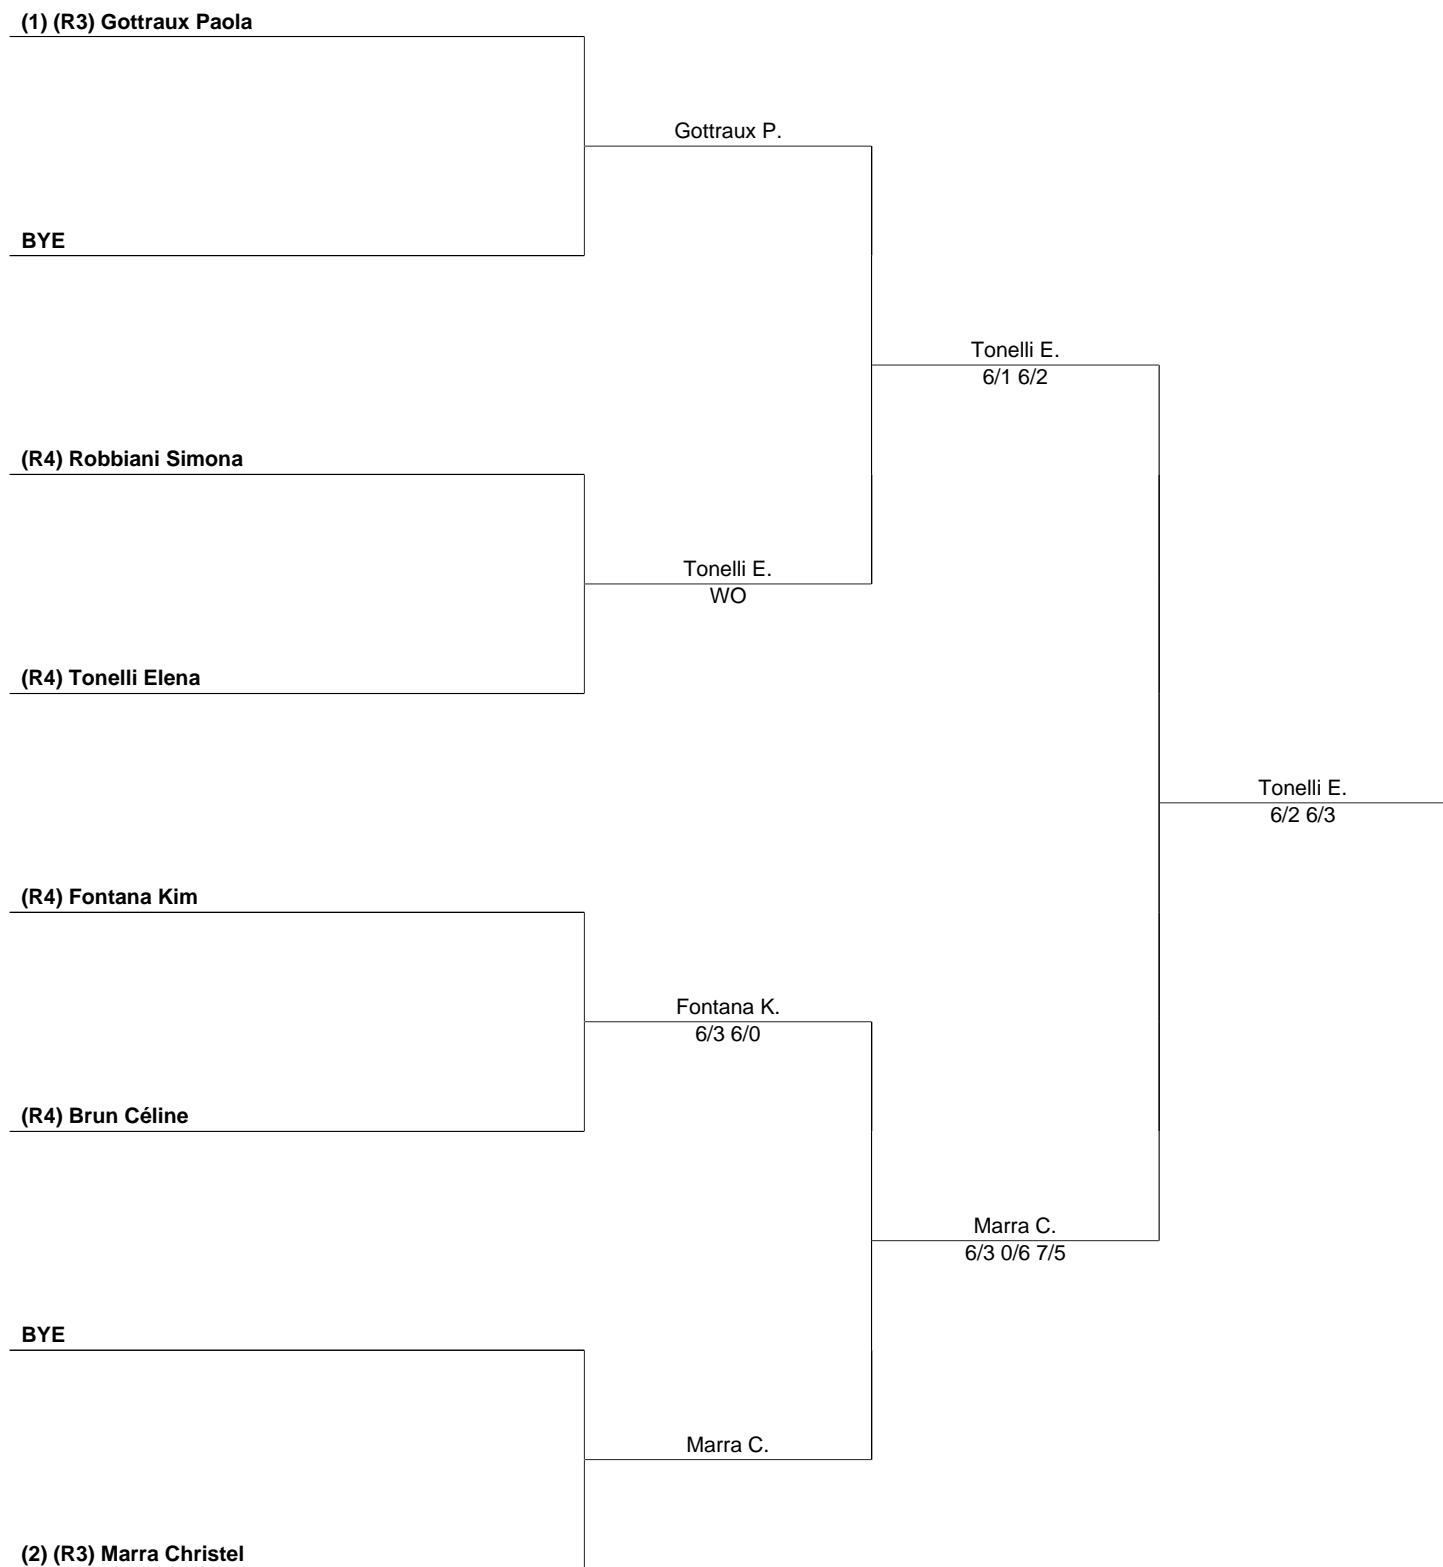 (1) (R3) Gottraux Paola
Gottraux P.
BYE
Tonelli E.
6/1 6/2
(R4) Robbiani Simona
Tonelli E.
WO
(R4) Tonelli Elena
Tonelli E.
6/2 6/3
(R4) Fontana Kim
Fontana K.
6/3 6/0
(R4) Brun Céline
Marra C.
6/3 0/6 7/5
BYE
Marra C.
(2) (R3) Marra Christel